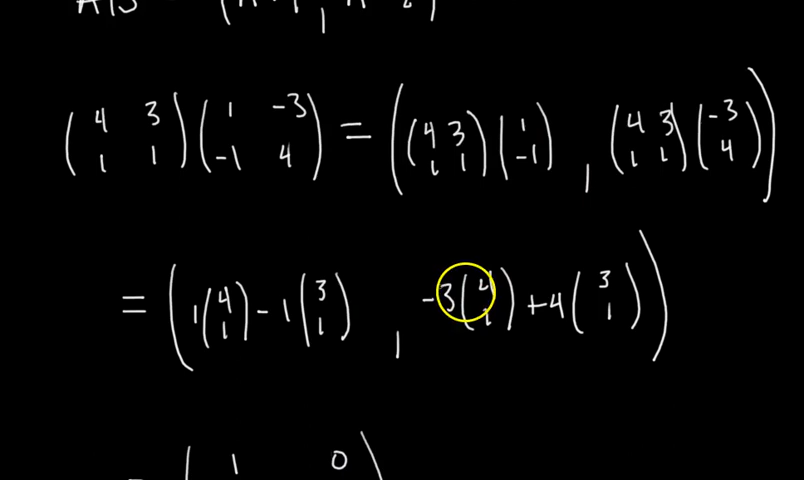 ( 4 3
1 1 ) ( 1 -3
-1 4 ) = ( ( 4 3
1 1 ) ( 1
-1 ) , ( 4 3
1 1 ) ( -3
4 ) )
= ( 1 ( 4
1 ) - 1 ( 3
1 ) , -3 ( 4
1 ) + 4 ( 3
1 ) )
( 1 0 )